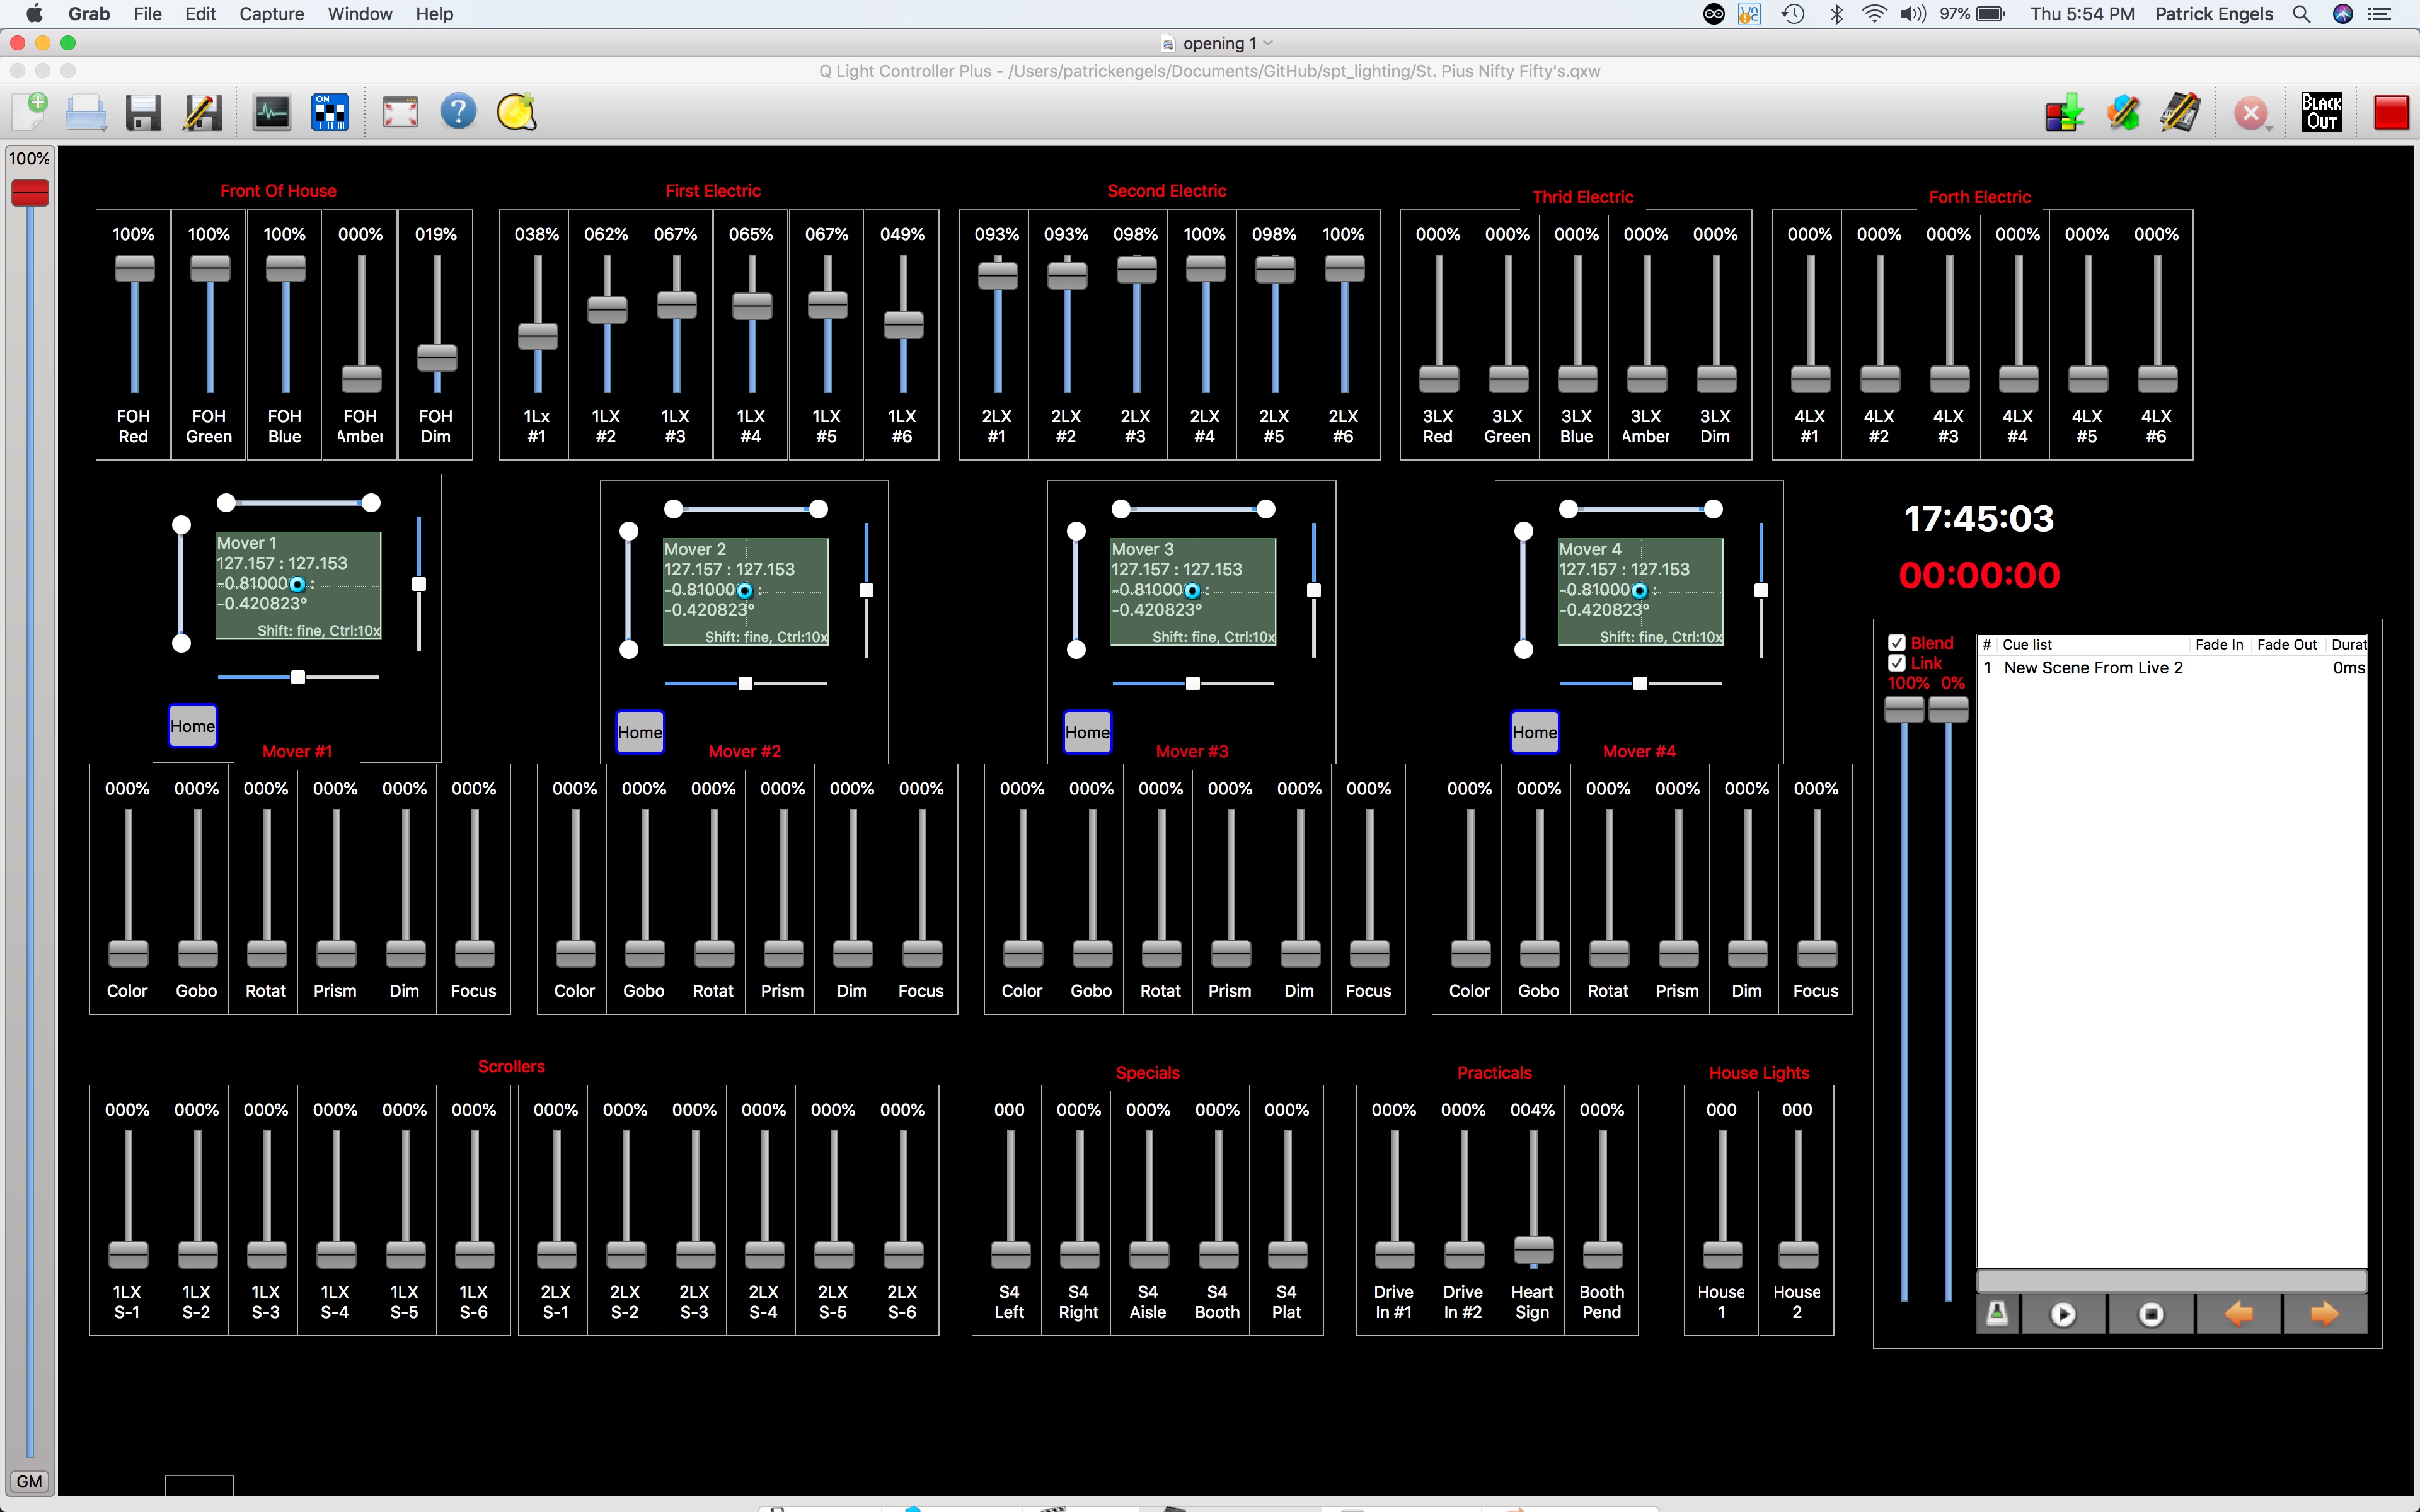 Grab File Edit Capture Window Help 97% Thu 5:54 PM Patrick Engels
opening 1
Q Light Controller Plus - /Users/patrickengels/Documents/GitHub/spt_lighting/St. Pius Nifty Fifty's.qxw
ON
BLACK
OUT
100%
Front Of House First Electric Second Electric Thrid Electric Forth Electric
100% 100% 100% 000% 019% 038% 062% 067% 065% 067% 049% 093% 093% 098% 100% 098% 100% 000% 000% 000% 000% 000% 000% 000% 000% 000% 000% 000%
FOH FOH FOH FOH FOH 1Lx 1LX 1LX 1LX 1LX 1LX 2LX 2LX 2LX 2LX 2LX 2LX 3LX 3LX 3LX 3LX 3LX 4LX 4LX 4LX 4LX 4LX 4LX
Red Green Blue Amber Dim #1 #2 #3 #4 #5 #6 #1 #2 #3 #4 #5 #6 Red Green Blue Amber Dim #1 #2 #3 #4 #5 #6
Mover 1
127.157 : 127.153
-0.81000 :
-0.420823°
Shift: fine, Ctrl:10x
Home
Mover 2
127.157 : 127.153
-0.81000 :
-0.420823°
Shift: fine, Ctrl:10x
Home
Mover 3
127.157 : 127.153
-0.81000 :
-0.420823°
Shift: fine, Ctrl:10x
Home
Mover 4
127.157 : 127.153
-0.81000 :
-0.420823°
Shift: fine, Ctrl:10x
Home
17:45:03
00:00:00
Blend
Link
100% 0%
# Cue list Fade In Fade Out Durat
1 New Scene From Live 2 0ms
Mover #1 Mover #2 Mover #3 Mover #4
000% 000% 000% 000% 000% 000% 000% 000% 000% 000% 000% 000% 000% 000% 000% 000% 000% 000% 000% 000% 000% 000% 000% 000%
Color Gobo Rotat Prism Dim Focus Color Gobo Rotat Prism Dim Focus Color Gobo Rotat Prism Dim Focus Color Gobo Rotat Prism Dim Focus
Scrollers Specials Practicals House Lights
000% 000% 000% 000% 000% 000% 000% 000% 000% 000% 000% 000% 000 000% 000% 000% 000% 000% 000% 004% 000% 000 000
1LX 1LX 1LX 1LX 1LX 1LX 2LX 2LX 2LX 2LX 2LX 2LX S4 S4 S4 S4 S4 Drive Drive Heart Booth House House
S-1 S-2 S-3 S-4 S-5 S-6 S-1 S-2 S-3 S-4 S-5 S-6 Left Right Aisle Booth Plat In #1 In #2 Sign Pend 1 2
GM